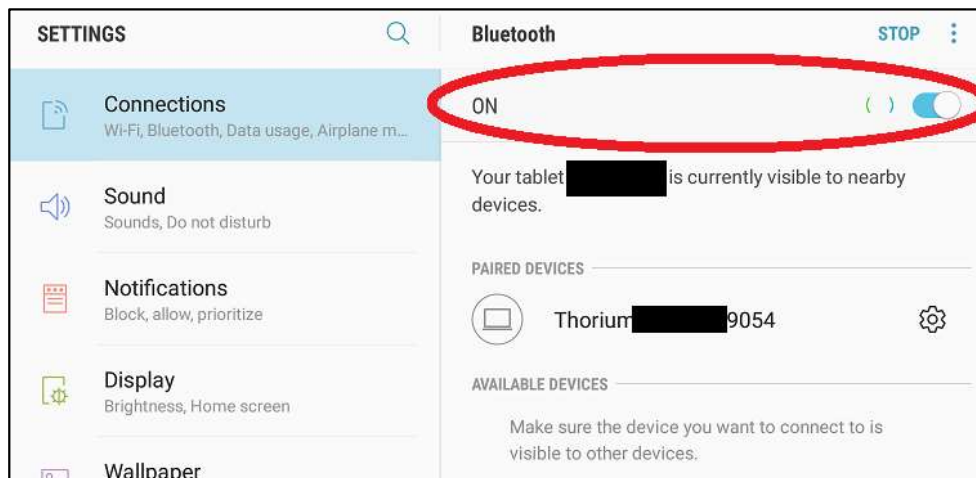 SETTINGS
Connections
Wi-Fi, Bluetooth, Data usage, Airplane m...
Sound
Sounds, Do not disturb
Notifications
Block, allow, prioritize
Display
Brightness, Home screen
Wallpaper
Bluetooth STOP
ON
Your tablet is currently visible to nearby
devices.
PAIRED DEVICES
Thorium 9054
AVAILABLE DEVICES
Make sure the device you want to connect to is
visible to other devices.